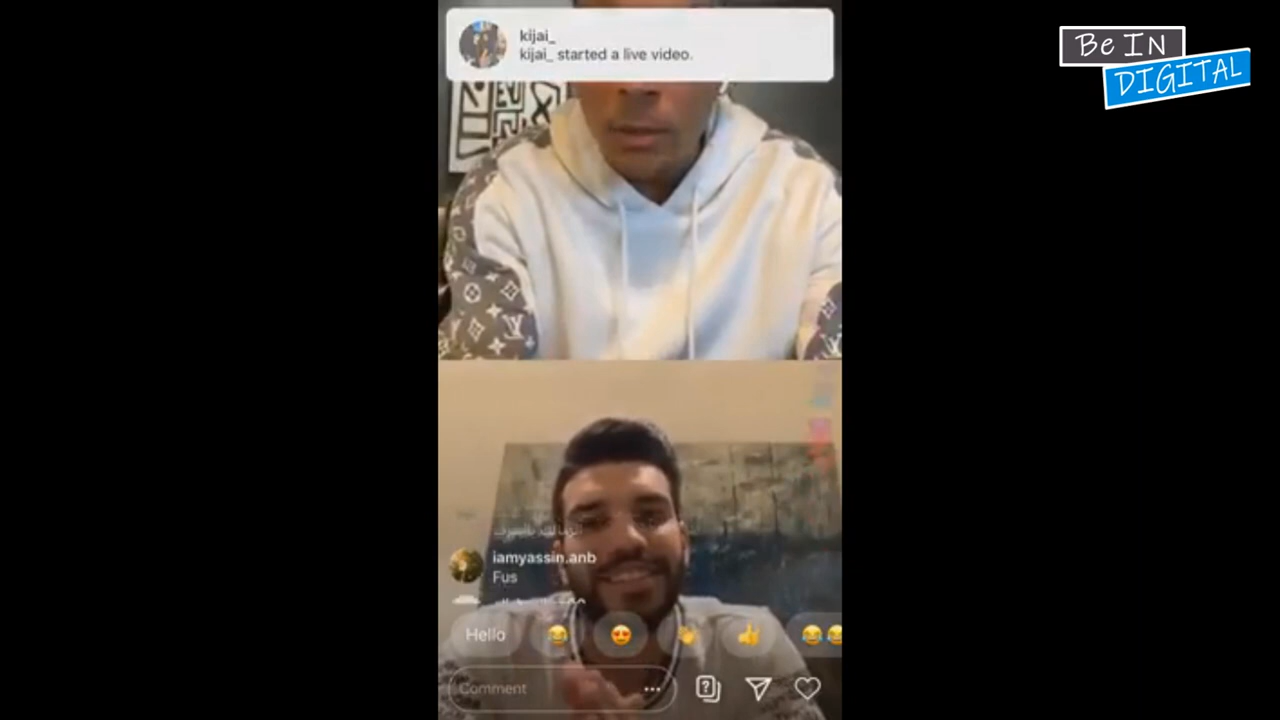 kijai_
kijai_ started a live video.
Be IN
DIGITAL
iamyassin.anb
Fus
Hello
Comment